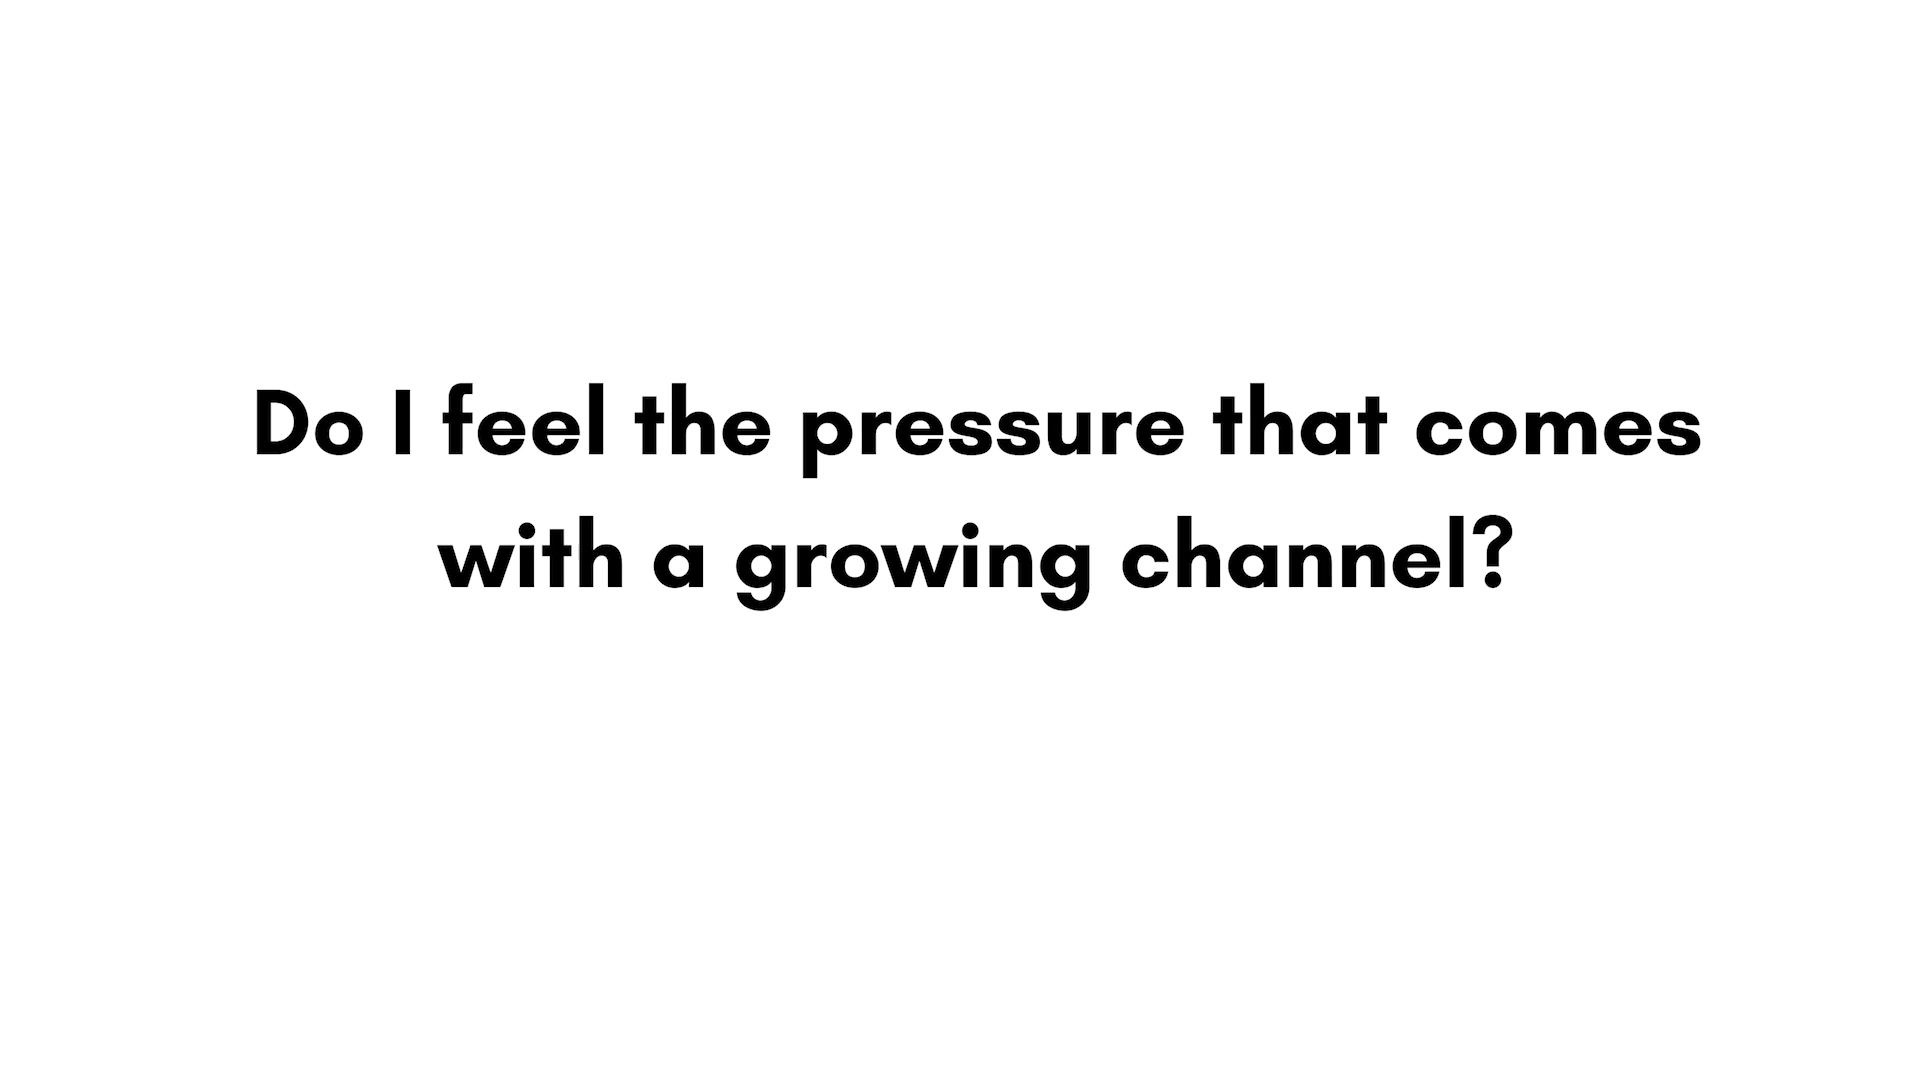 Do I feel the pressure that comes
with a growing channel?